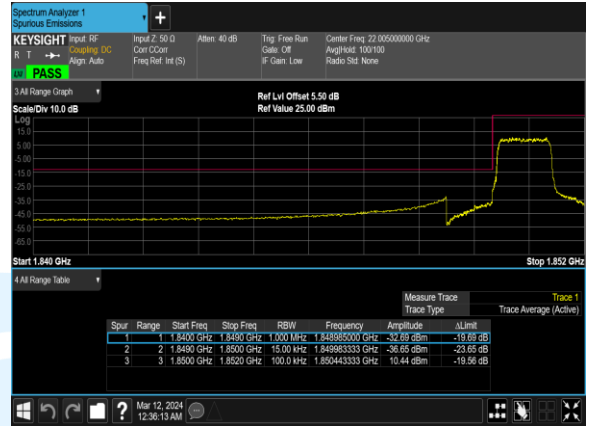 Spectrum Analyzer 1
Spurious Emissions
KEYSIGHT Input: RF Input Z: 50 Ω Atten: 40 dB Trig: Free Run Center Freq: 22.005000000 GHz
R T Coupling: DC Corr CCorr Gate: Off Avg|Hold: 100/100
Align: Auto Freq Ref: Int (S) IF Gain: Low Radio Std: None
PASS
3 All Range Graph
Ref Lvl Offset 5.50 dB
Scale/Div 10.0 dB Ref Value 25.00 dBm
Log
15.0
5.00
-5.00
-15.0
-25.0
-35.0
-45.0
-55.0
-65.0
Start 1.840 GHz Stop 1.852 GHz
4 All Range Table
Measure Trace Trace 1
Trace Type Trace Average (Active)
Spur Range Start Freq Stop Freq RBW Frequency Amplitude ΔLimit
1 1 1.8400 GHz 1.8490 GHz 1.000 MHz 1.848985000 GHz -32.69 dBm -19.69 dB
2 2 1.8490 GHz 1.8500 GHz 15.00 kHz 1.849983333 GHz -36.65 dBm -23.65 dB
3 3 1.8500 GHz 1.8520 GHz 100.0 kHz 1.850443333 GHz 10.44 dBm -19.56 dB
? Mar 12, 2024
12:36:13 AM